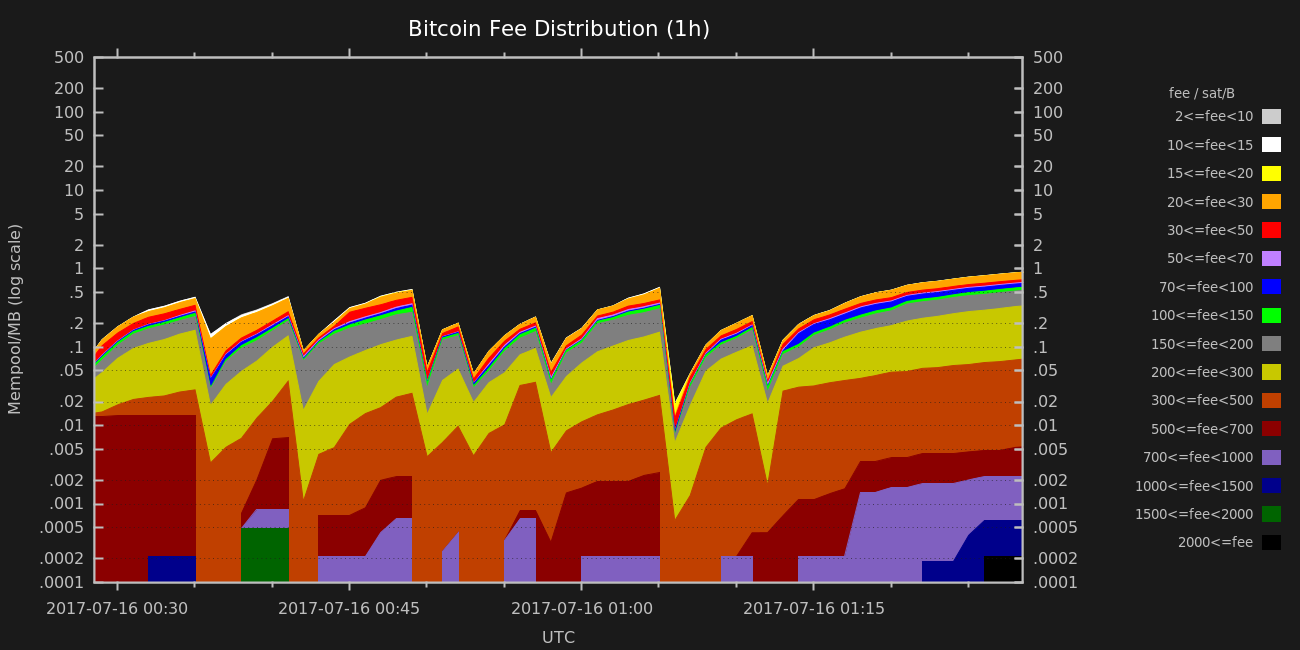 Bitcoin Fee Distribution (1h)
500 500
200 200
100 100
50 50
20 20
10 10
5 5
2 2
1 1
.5 .5
.2 .2
.1 .1
.05 .05
.02 .02
.01 .01
.005 .005
.002 .002
.001 .001
.0005 .0005
.0002 .0002
.0001 .0001
Mempool/MB (log scale)
2017-07-16 00:30 2017-07-16 00:45 2017-07-16 01:00 2017-07-16 01:15
UTC
fee / sat/B
2<=fee<10
10<=fee<15
15<=fee<20
20<=fee<30
30<=fee<50
50<=fee<70
70<=fee<100
100<=fee<150
150<=fee<200
200<=fee<300
300<=fee<500
500<=fee<700
700<=fee<1000
1000<=fee<1500
1500<=fee<2000
2000<=fee